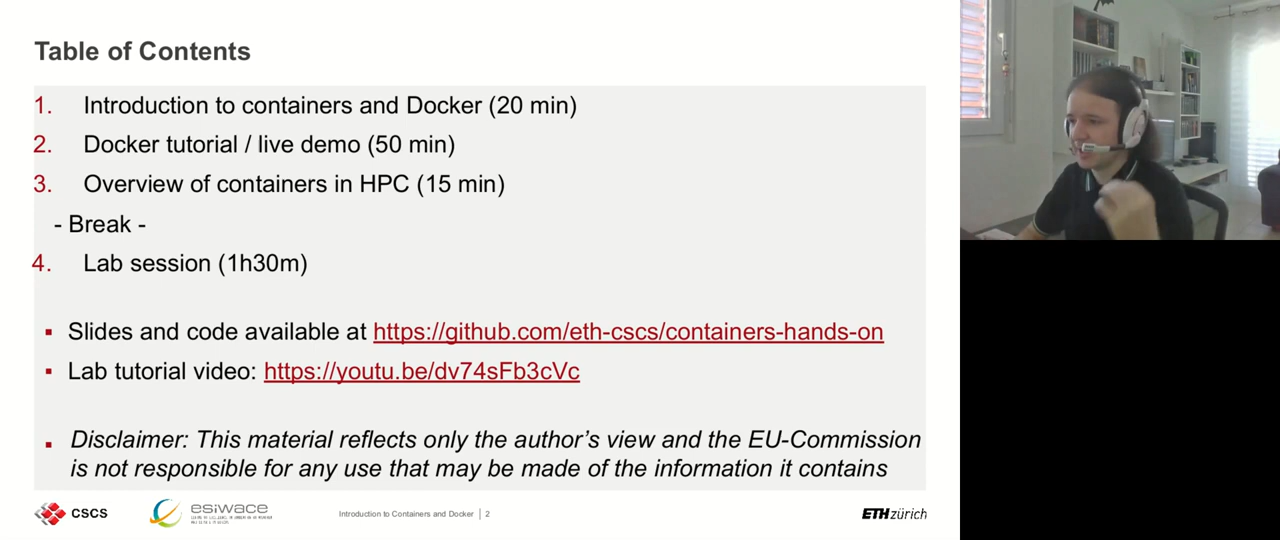 Table of Contents
1. Introduction to containers and Docker (20 min)
2. Docker tutorial / live demo (50 min)
3. Overview of containers in HPC (15 min)
- Break -
4. Lab session (1h30m)
▪ Slides and code available at https://github.com/eth-cscs/containers-hands-on
▪ Lab tutorial video: https://youtu.be/dv74sFb3cVc
▪ Disclaimer: This material reflects only the author's view and the EU-Commission
is not responsible for any use that may be made of the information it contains
CSCS
esiwace
Introduction to Containers and Docker | 2
ETH zürich